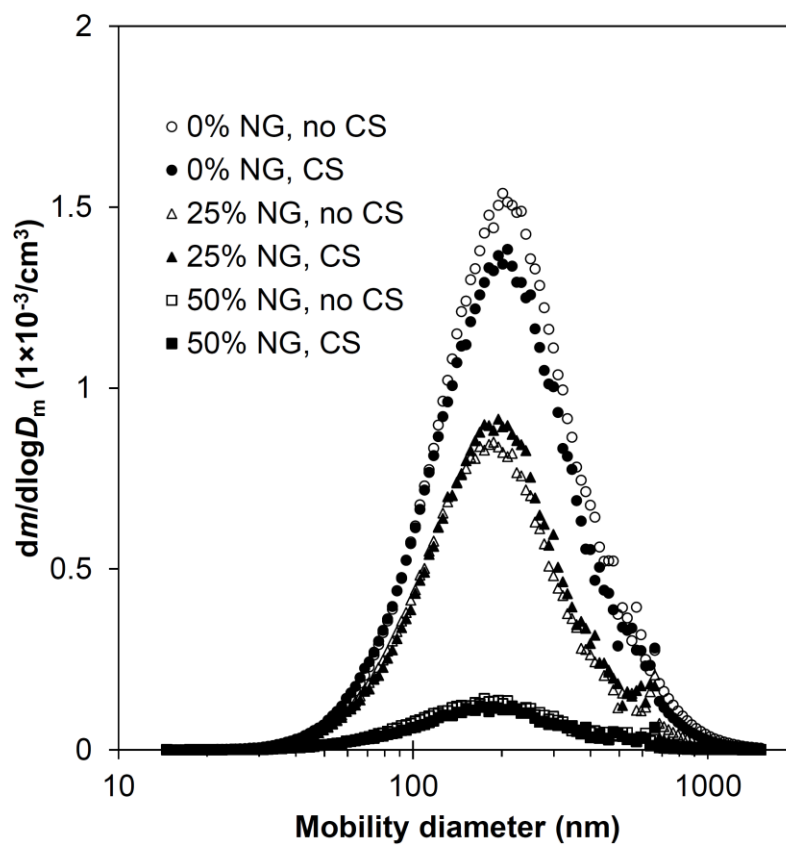 2
1.5
1
0.5
0
dm/dlogDm (1×10⁻³/cm³)
○ 0% NG, no CS
● 0% NG, CS
△ 25% NG, no CS
▲ 25% NG, CS
□ 50% NG, no CS
■ 50% NG, CS
10 100 1000
Mobility diameter (nm)